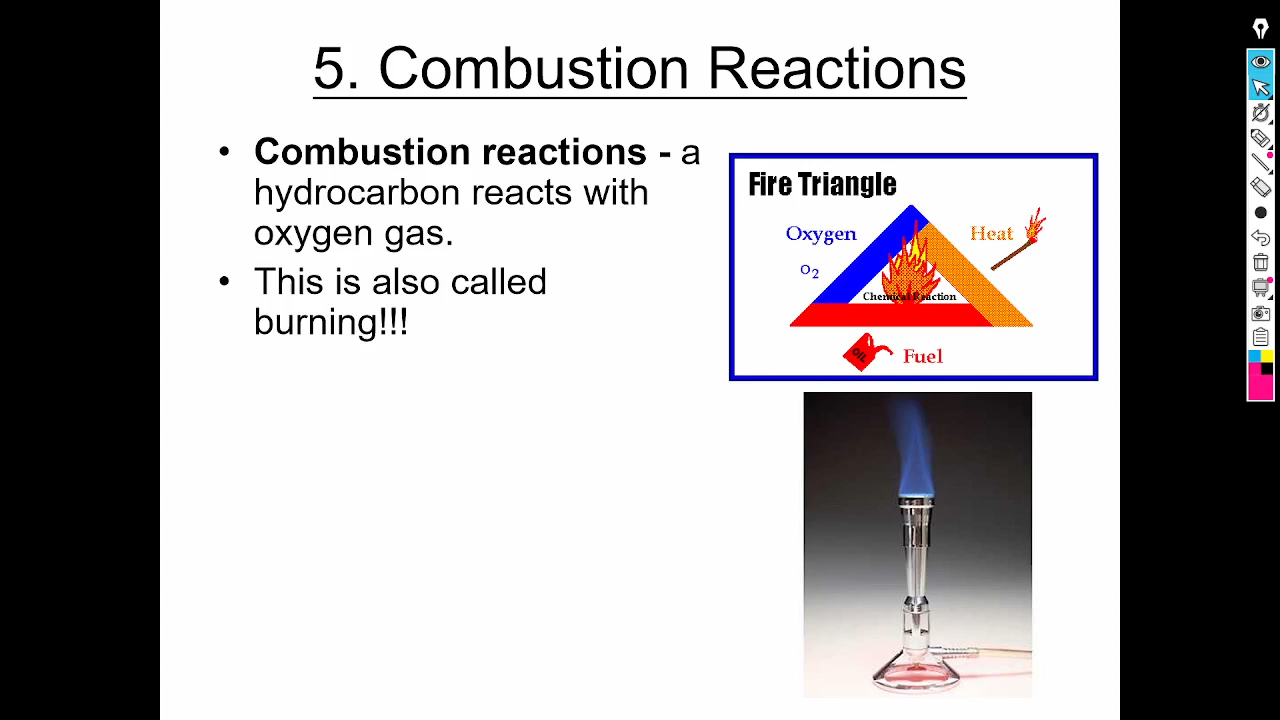 5. Combustion Reactions
• Combustion reactions - a
hydrocarbon reacts with
oxygen gas.
• This is also called
burning!!!
Fire Triangle
Oxygen
O2
Heat
Chemical Reaction
OIL
Fuel